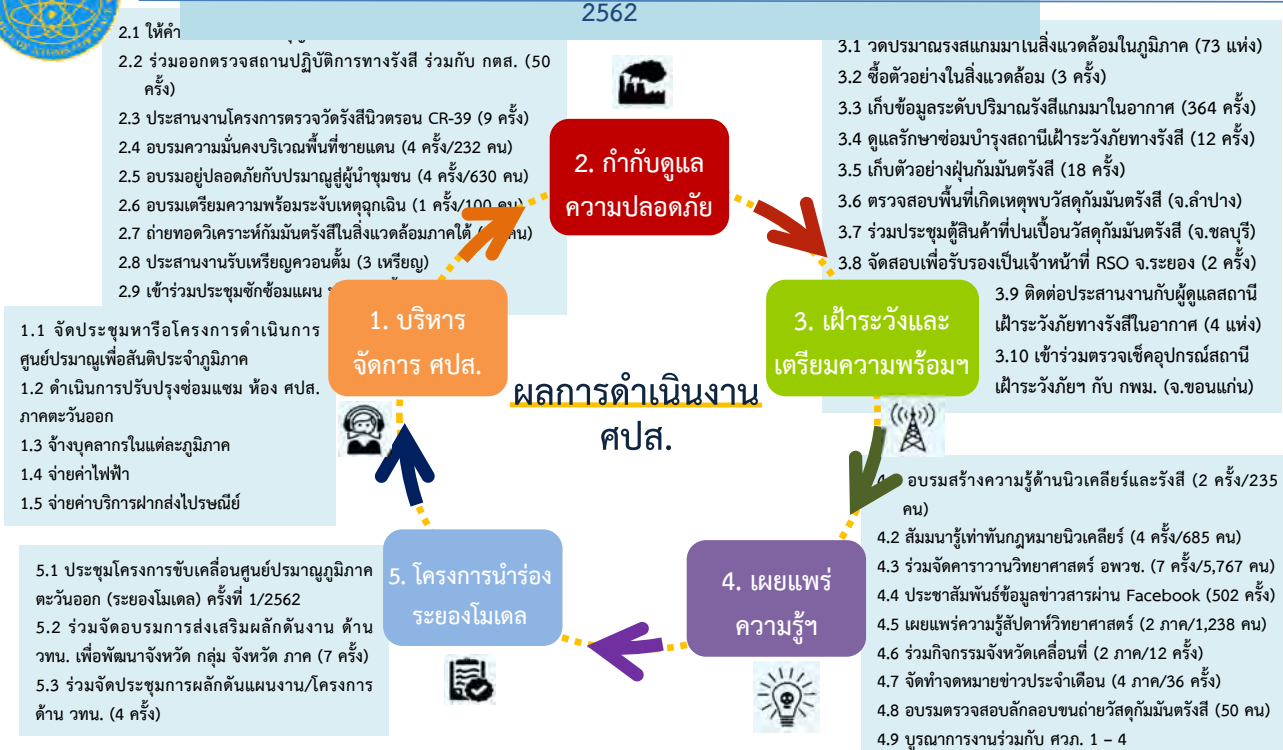 2562
2.1 ให้คำ
2.2 ร่วมออกตรวจสถานปฏิบัติการทางรังสี ร่วมกับ กตส. (50
ครั้ง)
2.3 ประสานงานโครงการตรวจวัดรังสีนิวตรอน CR-39 (9 ครั้ง)
2.4 อบรมความมั่นคงบริเวณพื้นที่ชายแดน (4 ครั้ง/232 คน)
2.5 อบรมอยู่ปลอดภัยกับปรมาณูสู่ผู้นำชุมชน (4 ครั้ง/630 คน)
2.6 อบรมเตรียมความพร้อมระงับเหตุฉุกเฉิน (1 ครั้ง/100 คน)
2.7 ถ่ายทอดวิเคราะห์กัมมันตรังสีในสิ่งแวดล้อมภาคใต้ คน)
2.8 ประสานงานรับเหรียญควอนตั้ม (3 เหรียญ)
2.9 เข้าร่วมประชุมซักซ้อมแผน
2. กำกับดูแล
ความปลอดภัย
3.1 วัดปริมาณรังสีแกมมาในสิ่งแวดล้อมในภูมิภาค (73 แห่ง)
3.2 ซื้อตัวอย่างในสิ่งแวดล้อม (3 ครั้ง)
3.3 เก็บข้อมูลระดับปริมาณรังสีแกมมาในอากาศ (364 ครั้ง)
3.4 ดูแลรักษาซ่อมบำรุงสถานีเฝ้าระวังภัยทางรังสี (12 ครั้ง)
3.5 เก็บตัวอย่างฝุ่นกัมมันตรังสี (18 ครั้ง)
3.6 ตรวจสอบพื้นที่เกิดเหตุพบวัสดุกัมมันตรังสี (จ.ลำปาง)
3.7 ร่วมประชุมตู้สินค้าที่ปนเปื้อนวัสดุกัมมันตรังสี (จ.ชลบุรี)
3.8 จัดสอบเพื่อรับรองเป็นเจ้าหน้าที่ RSO จ.ระยอง (2 ครั้ง)
3.9 ติดต่อประสานงานกับผู้ดูแลสถานี
เฝ้าระวังภัยทางรังสีในอากาศ (4 แห่ง)
3.10 เข้าร่วมตรวจเช็คอุปกรณ์สถานี
เฝ้าระวังภัยฯ กับ กพม. (จ.ขอนแก่น)
1. บริหาร
จัดการ ศปส.
3. เฝ้าระวังและ
เตรียมความพร้อมฯ
1.1 จัดประชุมหารือโครงการดำเนินการ
ศูนย์ปรมาณูเพื่อสันติประจำภูมิภาค
1.2 ดำเนินการปรับปรุงซ่อมแซม ห้อง ศปส.
ภาคตะวันออก
1.3 จ้างบุคลากรในแต่ละภูมิภาค
1.4 จ่ายค่าไฟฟ้า
1.5 จ่ายค่าบริการฝากส่งไปรษณีย์
ผลการดำเนินงาน
ศปส.
อบรมสร้างความรู้ด้านนิวเคลียร์และรังสี (2 ครั้ง/235
คน)
4.2 สัมมนารู้เท่าทันกฎหมายนิวเคลียร์ (4 ครั้ง/685 คน)
4.3 ร่วมจัดคาราวานวิทยาศาสตร์ อพวช. (7 ครั้ง/5,767 คน)
4.4 ประชาสัมพันธ์ข้อมูลข่าวสารผ่าน Facebook (502 ครั้ง)
4.5 เผยแพร่ความรู้สัปดาห์วิทยาศาสตร์ (2 ภาค/1,238 คน)
4.6 ร่วมกิจกรรมจังหวัดเคลื่อนที่ (2 ภาค/12 ครั้ง)
4.7 จัดทำจดหมายข่าวประจำเดือน (4 ภาค/36 ครั้ง)
4.8 อบรมตรวจสอบลักลอบขนถ่ายวัสดุกัมมันตรังสี (50 คน)
4.9 บูรณาการงานร่วมกับ ศวภ. 1 – 4
5. โครงการนำร่อง
ระยองโมเดล
4. เผยแพร่
ความรู้ฯ
5.1 ประชุมโครงการขับเคลื่อนศูนย์ปรมาณูภูมิภาค
ตะวันออก (ระยองโมเดล) ครั้งที่ 1/2562
5.2 ร่วมจัดอบรมการส่งเสริมผลักดันงาน ด้าน
วทน. เพื่อพัฒนาจังหวัด กลุ่ม จังหวัด ภาค (7 ครั้ง)
5.3 ร่วมจัดประชุมการผลักดันแผนงาน/โครงการ
ด้าน วทน. (4 ครั้ง)